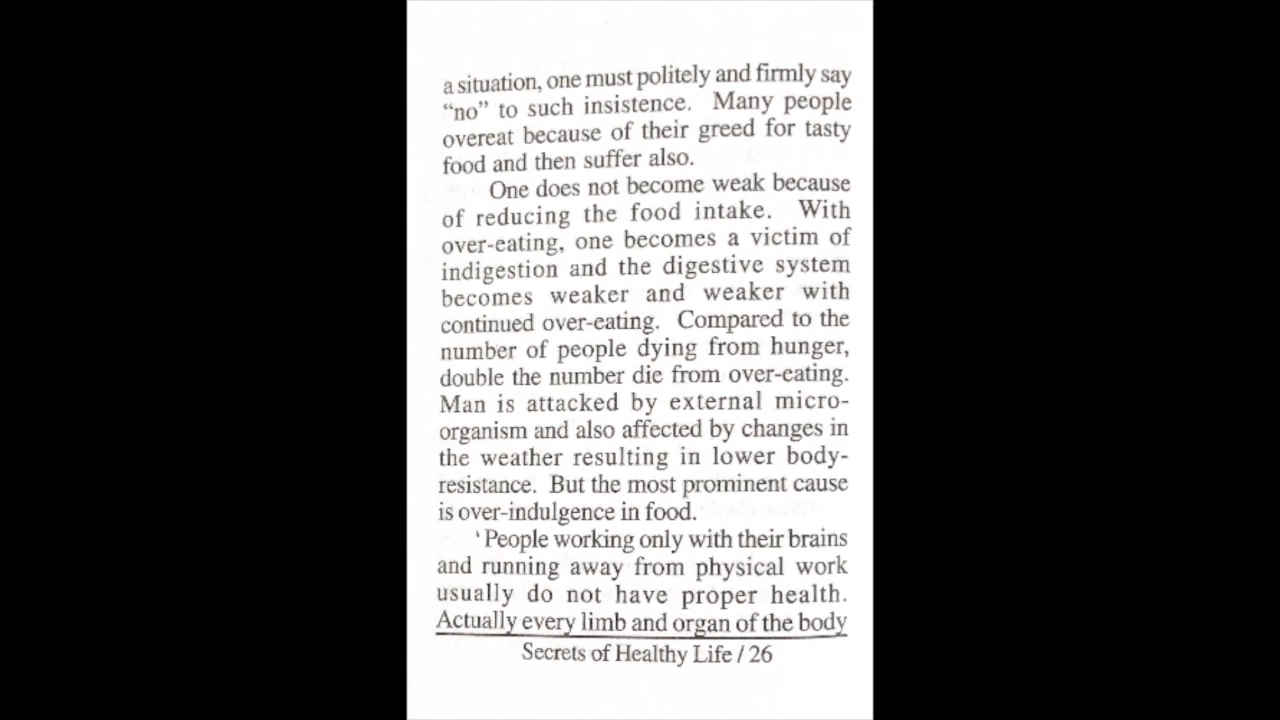 a situation, one must politely and firmly say
“no” to such insistence. Many people
overeat because of their greed for tasty
food and then suffer also.
One does not become weak because
of reducing the food intake. With
over-eating, one becomes a victim of
indigestion and the digestive system
becomes weaker and weaker with
continued over-eating. Compared to the
number of people dying from hunger,
double the number die from over-eating.
Man is attacked by external micro-
organism and also affected by changes in
the weather resulting in lower body-
resistance. But the most prominent cause
is over-indulgence in food.
‘People working only with their brains
and running away from physical work
usually do not have proper health.
Actually every limb and organ of the body
Secrets of Healthy Life / 26